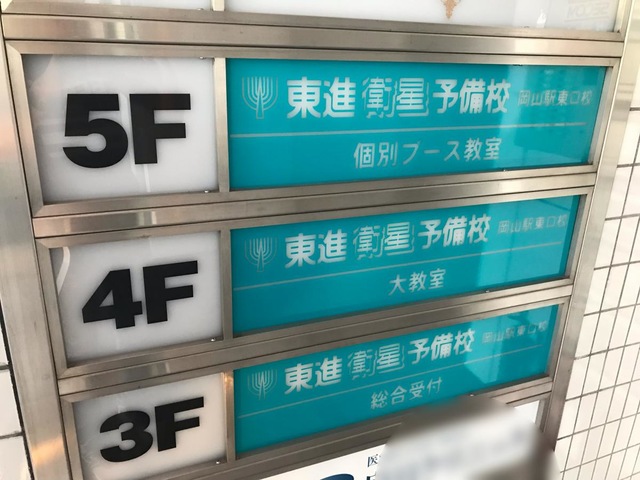 5F
東進衛星予備校 岡山駅東口校
個別ブース教室
4F
東進衛星予備校 岡山駅東口校
大教室
3F
東進衛星予備校 岡山駅東口校
総合受付
医